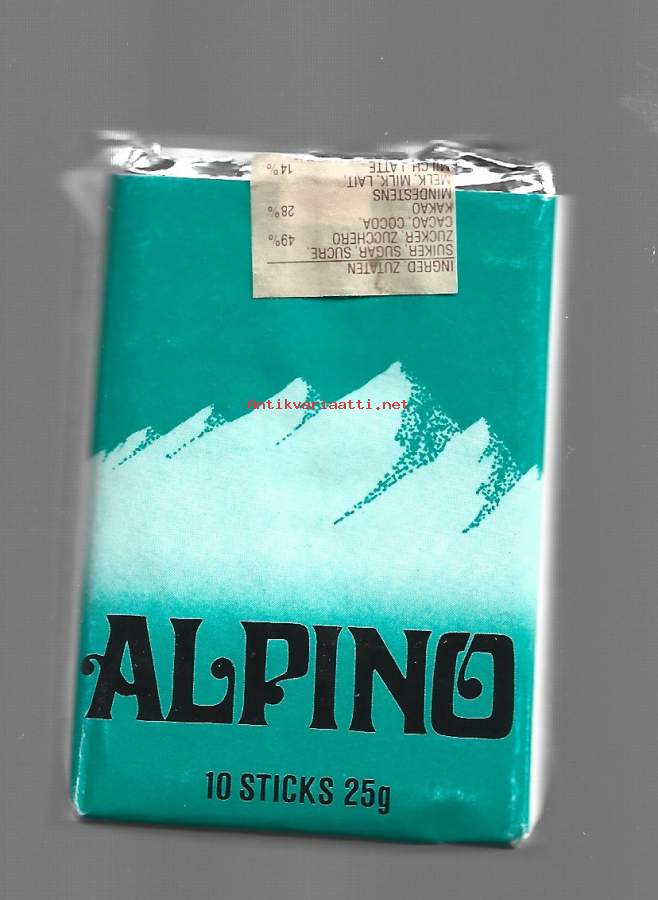 INGRED. ZUTATEN
SUIKER. SUGAR. SUCRE.
ZUCKER. ZUCCHERO 49%
CACAO. COCOA.
KAKAO 28%
MINDESTENS
MELK. MILK. LAIT.
MILCH. LATTE 14%
Antikvariaatti.net
ALPINO
10 STICKS 25g